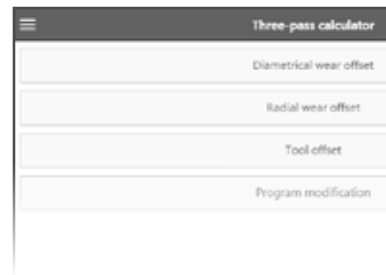 Three-pass calculator
Diametrical wear offset
Radial wear offset
Tool offset
Program modification